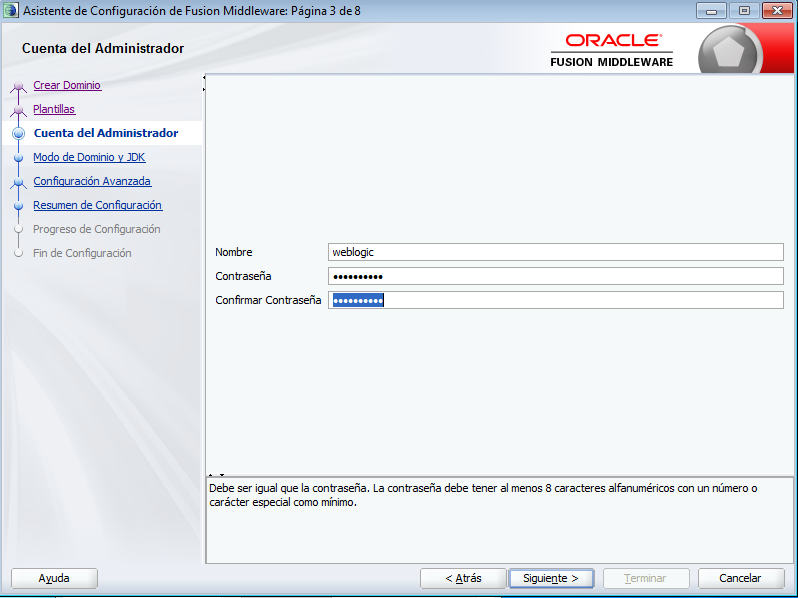 Asistente de Configuración de Fusion Middleware: Página 3 de 8
Cuenta del Administrador
ORACLE
FUSION MIDDLEWARE
Crear Dominio
Plantillas
Cuenta del Administrador
Modo de Dominio y JDK
Configuración Avanzada
Resumen de Configuración
Progreso de Configuración
Fin de Configuración
Nombre weblogic
Contraseña ••••••••••
Confirmar Contraseña ••••••••••
Debe ser igual que la contraseña. La contraseña debe tener al menos 8 caracteres alfanuméricos con un número o
carácter especial como mínimo.
Ayuda < Atrás Siguiente > Terminar Cancelar